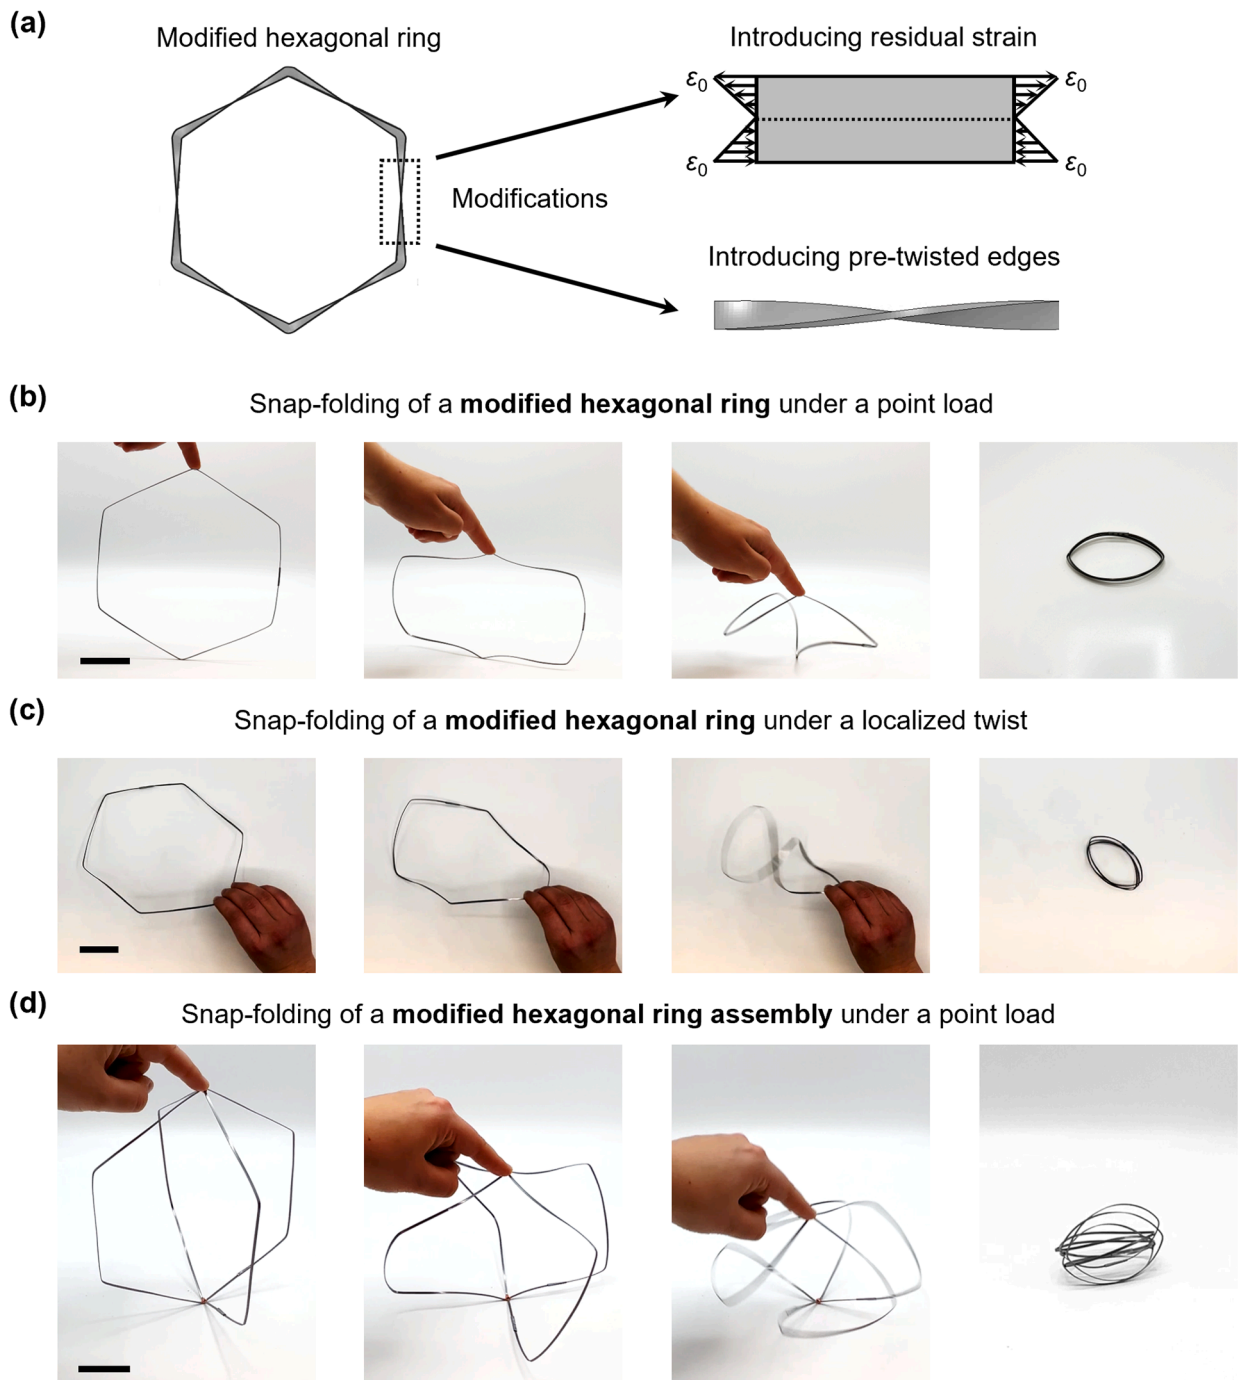 (a)
Modified hexagonal ring
Introducing residual strain
ε0
ε0
ε0
ε0
Modifications
Introducing pre-twisted edges
(b)
Snap-folding of a modified hexagonal ring under a point load
(c)
Snap-folding of a modified hexagonal ring under a localized twist
(d)
Snap-folding of a modified hexagonal ring assembly under a point load